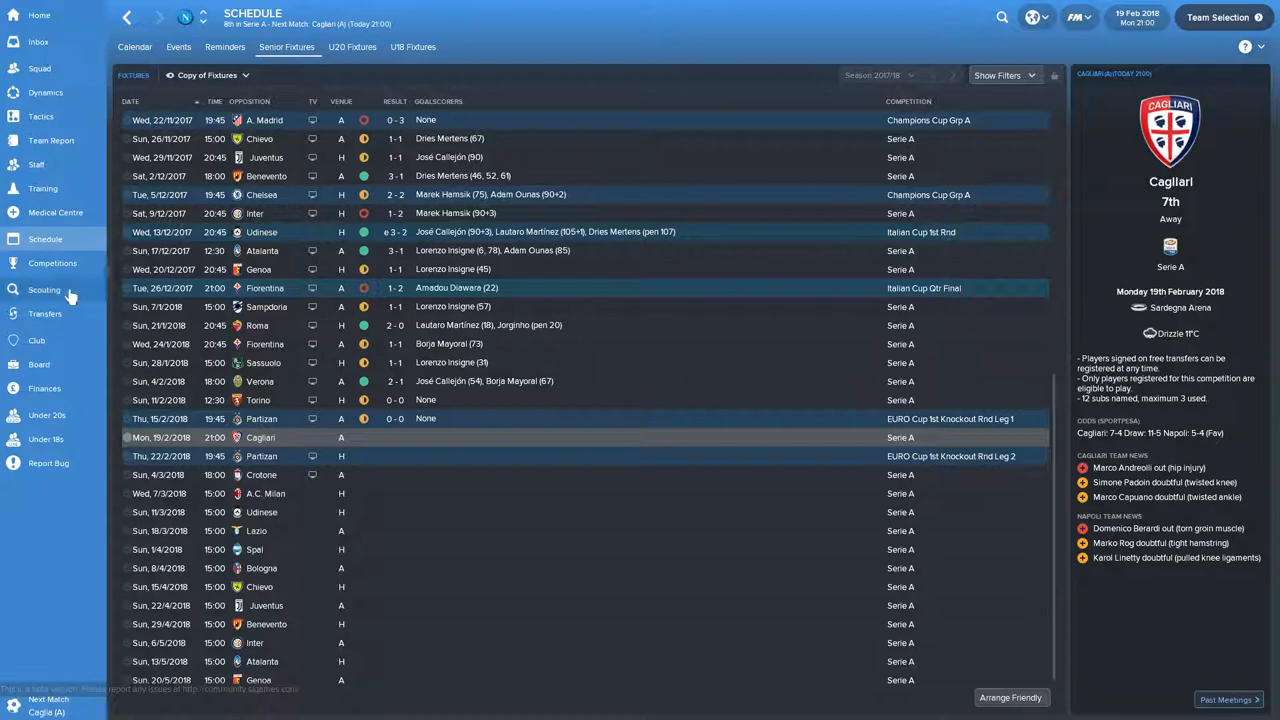 Home
Inbox
Squad
Dynamics
Tactics
Team Report
Staff
Training
Medical Centre
Schedule
Competitions
Scouting
Transfers
Club
Board
Finances
Under 20s
Under 18s
Report Bug
Next Match
Caglia (A)
SCHEDULE
8th in Serie A - Next Match: Cagliari (A) (Today 21:00)
FM
19 Feb 2018
Mon 21:00
Team Selection
Calendar Events Reminders Senior Fixtures U20 Fixtures U18 Fixtures
?
FIXTURES Copy of Fixtures
Season 2017/18
Show Filters
DATE TIME OPPOSITION TV VENUE RESULT GOALSCORERS COMPETITION
Wed, 22/11/2017 19:45 A. Madrid A 0 - 3 None Champions Cup Grp A
Sun, 26/11/2017 15:00 Chievo A 1-1 Dries Mertens (67) Serie A
Wed, 29/11/2017 20:45 Juventus H 1-1 José Callejón (90) Serie A
Sat, 2/12/2017 18:00 Benevento A 3-1 Dries Mertens (46, 52, 61) Serie A
Tue, 5/12/2017 19:45 Chelsea H 2 - 2 Marek Hamsik (75), Adam Ounas (90+2) Champions Cup Grp A
Sat, 9/12/2017 20:45 Inter H 1 - 2 Marek Hamsik (90+3) Serie A
Wed, 13/12/2017 20:45 Udinese H e 3 - 2 José Callejón (90+3), Lautaro Martínez (105+1), Dries Mertens (pen 107) Italian Cup 1st Rnd
Sun, 17/12/2017 12:30 Atalanta A 3-1 Lorenzo Insigne (6, 78), Adam Ounas (85) Serie A
Wed, 20/12/2017 20:45 Genoa H 1-1 Lorenzo Insigne (45) Serie A
Tue, 26/12/2017 21:00 Fiorentina A 1 - 2 Amadou Diawara (22) Italian Cup Qtr Final
Sun, 7/1/2018 15:00 Sampdoria A 1-1 Lorenzo Insigne (57) Serie A
Sun, 21/1/2018 20:45 Roma H 2 - 0 Lautaro Martínez (18), Jorginho (pen 20) Serie A
Wed, 24/1/2018 20:45 Fiorentina A 1-1 Borja Mayoral (73) Serie A
Sun, 28/1/2018 15:00 Sassuolo H 1-1 Lorenzo Insigne (31) Serie A
Sun, 4/2/2018 18:00 Verona A 2 - 1 José Callejón (54), Borja Mayoral (67) Serie A
Sun, 11/2/2018 12:30 Torino H 0 - 0 None Serie A
Thu, 15/2/2018 19:45 Partizan A 0 - 0 None EURO Cup 1st Knockout Rnd Leg 1
Mon, 19/2/2018 21:00 Cagliari A Serie A
Thu, 22/2/2018 19:45 Partizan H EURO Cup 1st Knockout Rnd Leg 2
Sun, 4/3/2018 18:00 Crotone A Serie A
Wed, 7/3/2018 15:00 A.C. Milan H Serie A
Sun, 11/3/2018 15:00 Udinese H Serie A
Sun, 18/3/2018 15:00 Lazio A Serie A
Sun, 1/4/2018 15:00 Spal H Serie A
Sun, 8/4/2018 15:00 Bologna A Serie A
Sun, 15/4/2018 15:00 Chievo H Serie A
Sun, 22/4/2018 15:00 Juventus A Serie A
Sun, 29/4/2018 15:00 Benevento H Serie A
Sun, 6/5/2018 15:00 Inter A Serie A
Sun, 13/5/2018 15:00 Atalanta H Serie A
Sun, 20/5/2018 15:00 Genoa A Serie A
This is a beta version. Please report any issues at http://community.sigames.com/
Arrange Friendly
CAGLIARI (A) (TODAY 21:00)
CAGLIARI
Cagliari
7th
Away
Serie A
Monday 19th February 2018
Sardegna Arena
Drizzle 11°C
- Players signed on free transfers can be
registered at any time.
- Only players registered for this competition are
eligible to play.
- 12 subs named, maximum 3 used.
ODDS (SPORTPESA)
Cagliari: 7-4 Draw: 11-5 Napoli: 5-4 (Fav)
CAGLIARI TEAM NEWS
Marco Andreolli out (hip injury)
Simone Padoin doubtful (twisted knee)
Marco Capuano doubtful (twisted ankle)
NAPOLI TEAM NEWS
Domenico Berardi out (torn groin muscle)
Marko Rog doubtful (tight hamstring)
Karol Linetty doubtful (pulled knee ligaments)
Past Meetings